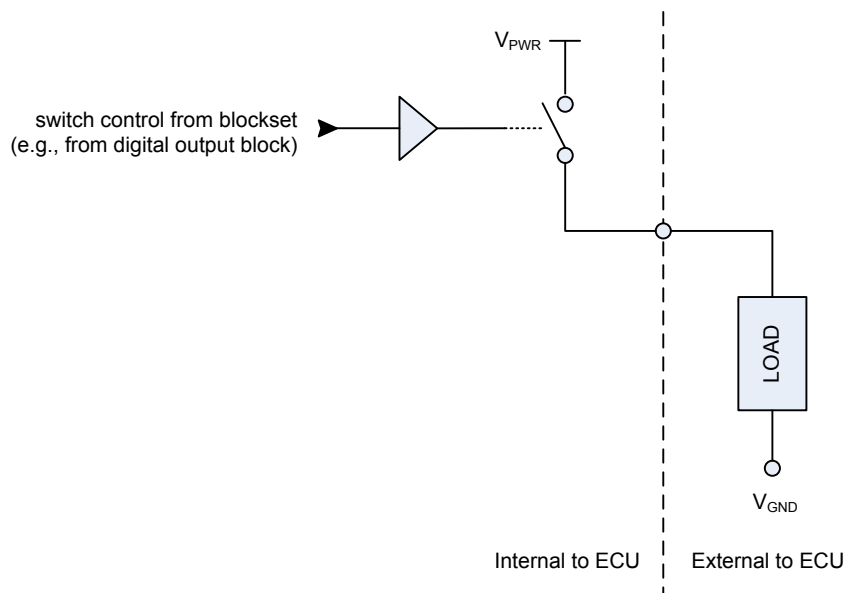 V_PWR
switch control from blockset
(e.g., from digital output block)
LOAD
V_GND
Internal to ECU
External to ECU